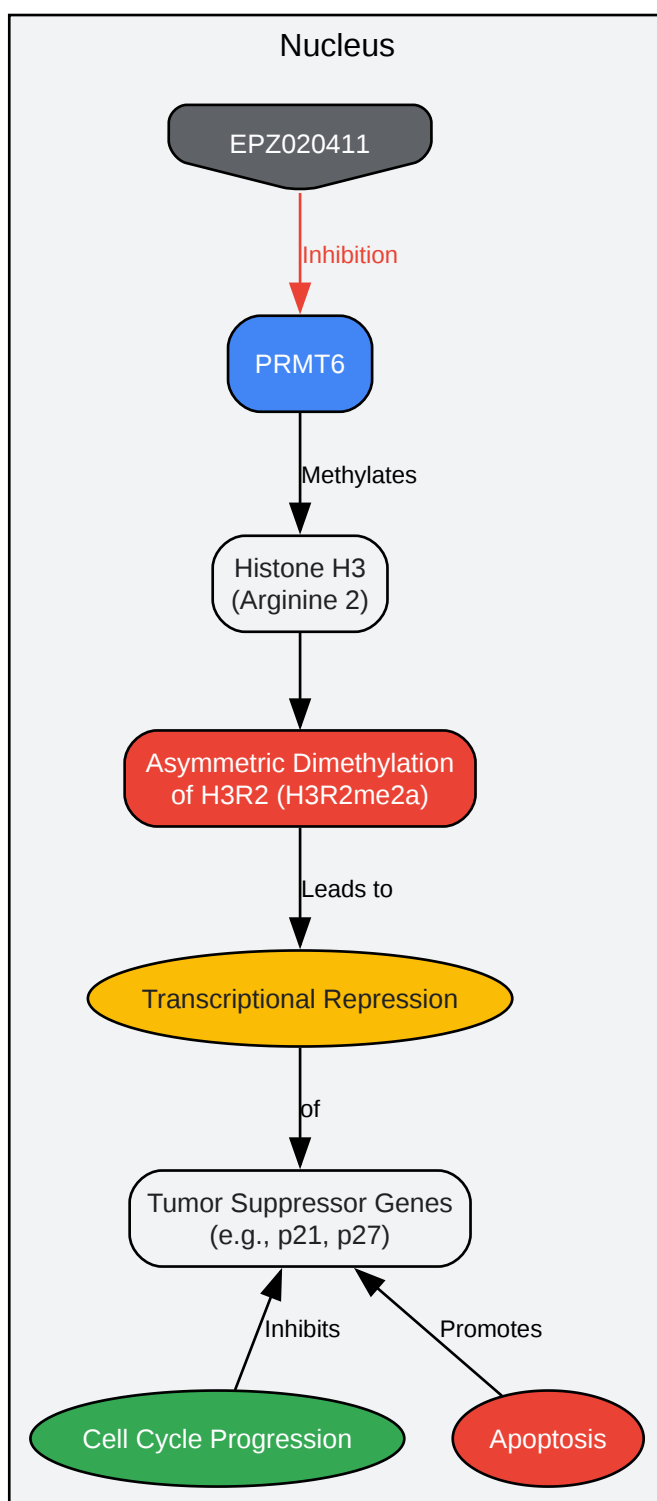 Nucleus
EPZ020411
Inhibition
PRMT6
Methylates
Histone H3
(Arginine 2)
Asymmetric Dimethylation
of H3R2 (H3R2me2a)
Leads to
Transcriptional Repression
of
Tumor Suppressor Genes
(e.g., p21, p27)
Inhibits
Promotes
Cell Cycle Progression
Apoptosis